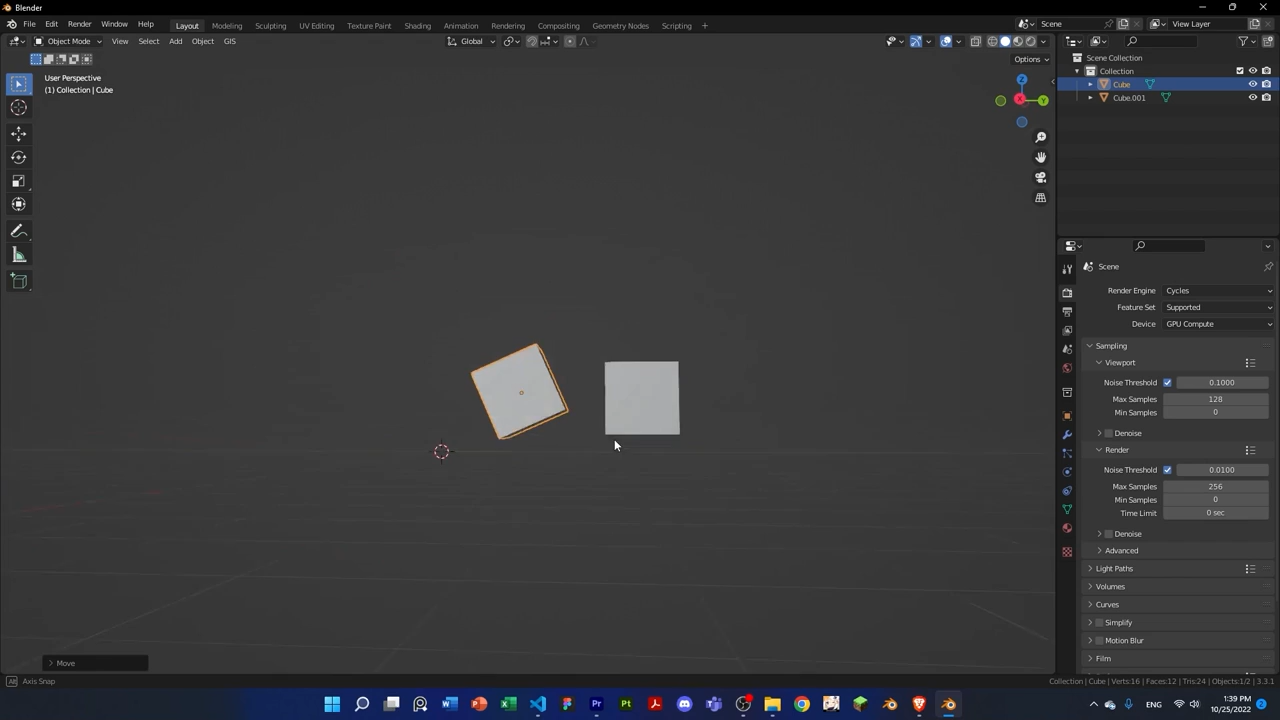 Blender
File Edit Render Window Help Layout Modeling Sculpting UV Editing Texture Paint Shading Animation Rendering Compositing Geometry Nodes Scripting + Scene View Layer
Object Mode View Select Add Object GIS Global
Options
User Perspective
(1) Collection | Cube
Z
X
Y
Move
Scene Collection
Collection
Cube
Cube.001
Scene
Render Engine Cycles
Feature Set Supported
Device GPU Compute
Sampling
Viewport
Noise Threshold 0.1000
Max Samples 128
Min Samples 0
Denoise
Render
Noise Threshold 0.0100
Max Samples 256
Min Samples 0
Time Limit 0 sec
Denoise
Advanced
Light Paths
Volumes
Curves
Simplify
Motion Blur
Film
Alt Axis Snap
Collection | Cube | Verts:16 | Faces:12 | Tris:24 | Objects:1/2 | 3.3.1
ENG
1:39 PM
10/25/2022